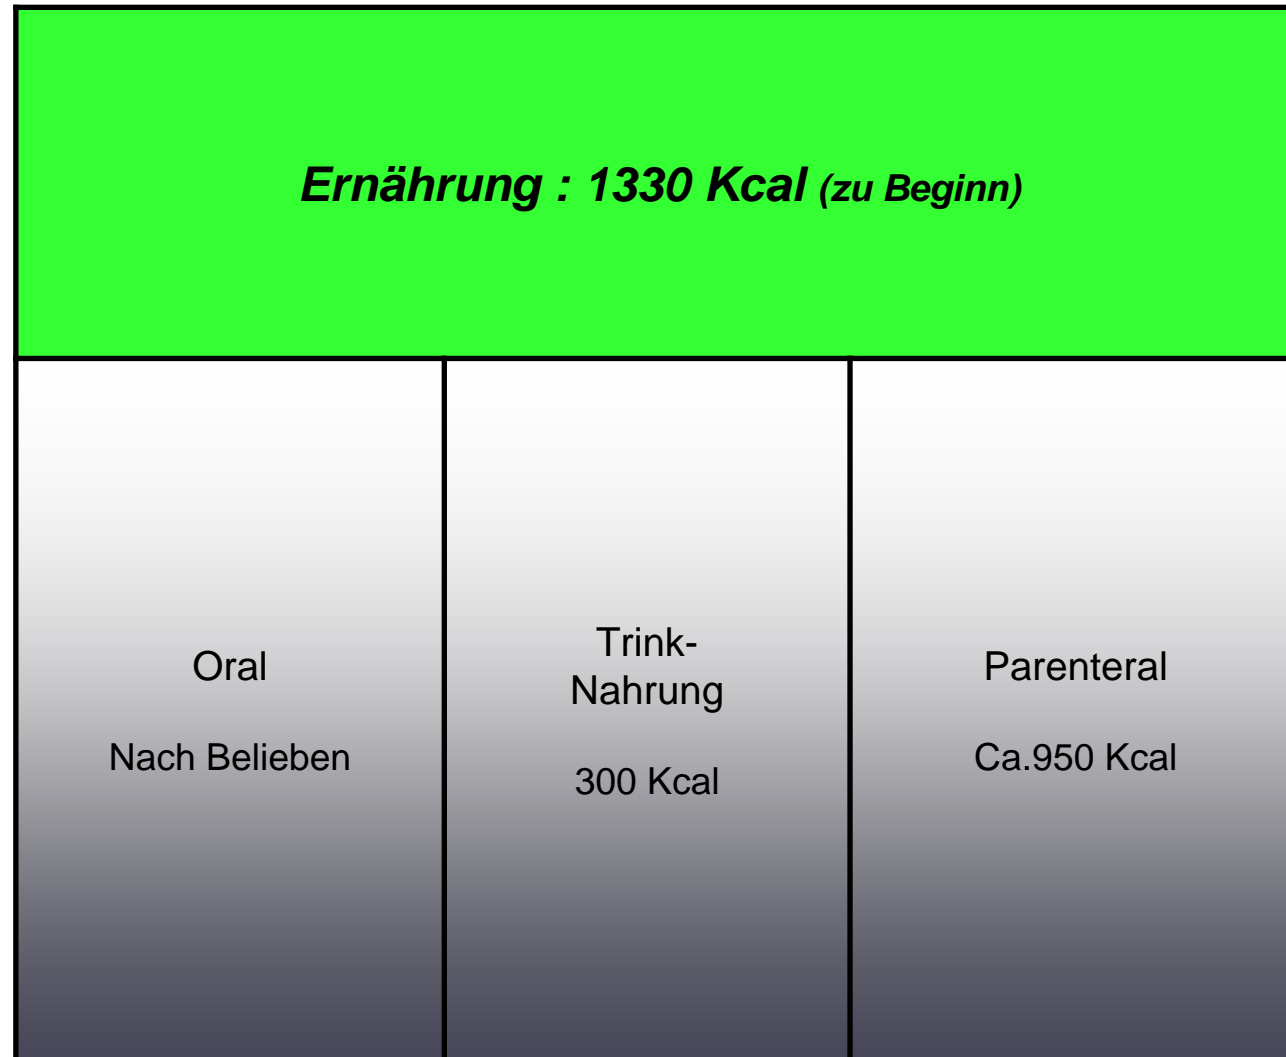 Ernährung : 1330 Kcal (zu Beginn)
Oral
Nach Belieben
Trink-
Nahrung
300 Kcal
Parenteral
Ca.950 Kcal